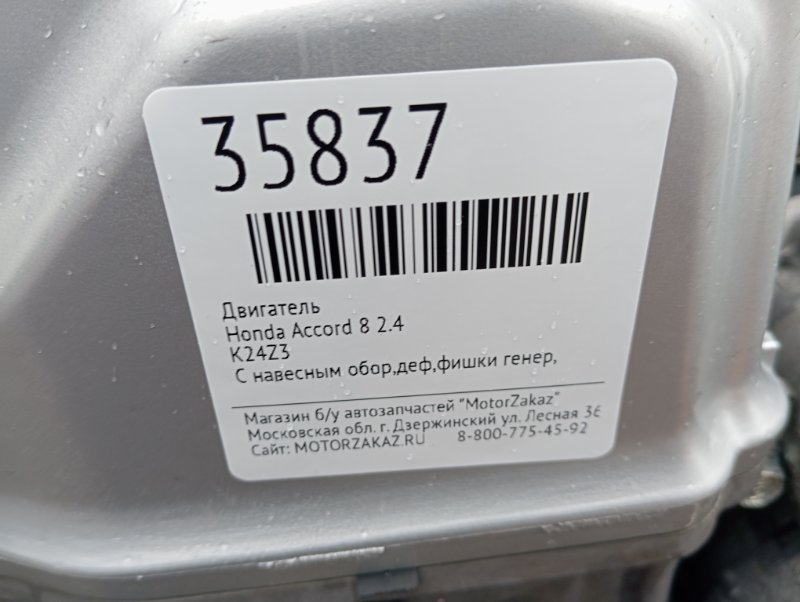 35837
Двигатель
Honda Accord 8 2.4
K24Z3
С навесным обор,деф,фишки генер,
Магазин б/у автозапчастей "MotorZakaz"
Московская обл. г. Дзержинский ул. Лесная 3Б
Сайт: MOTORZAKAZ.RU 8-800-775-45-92